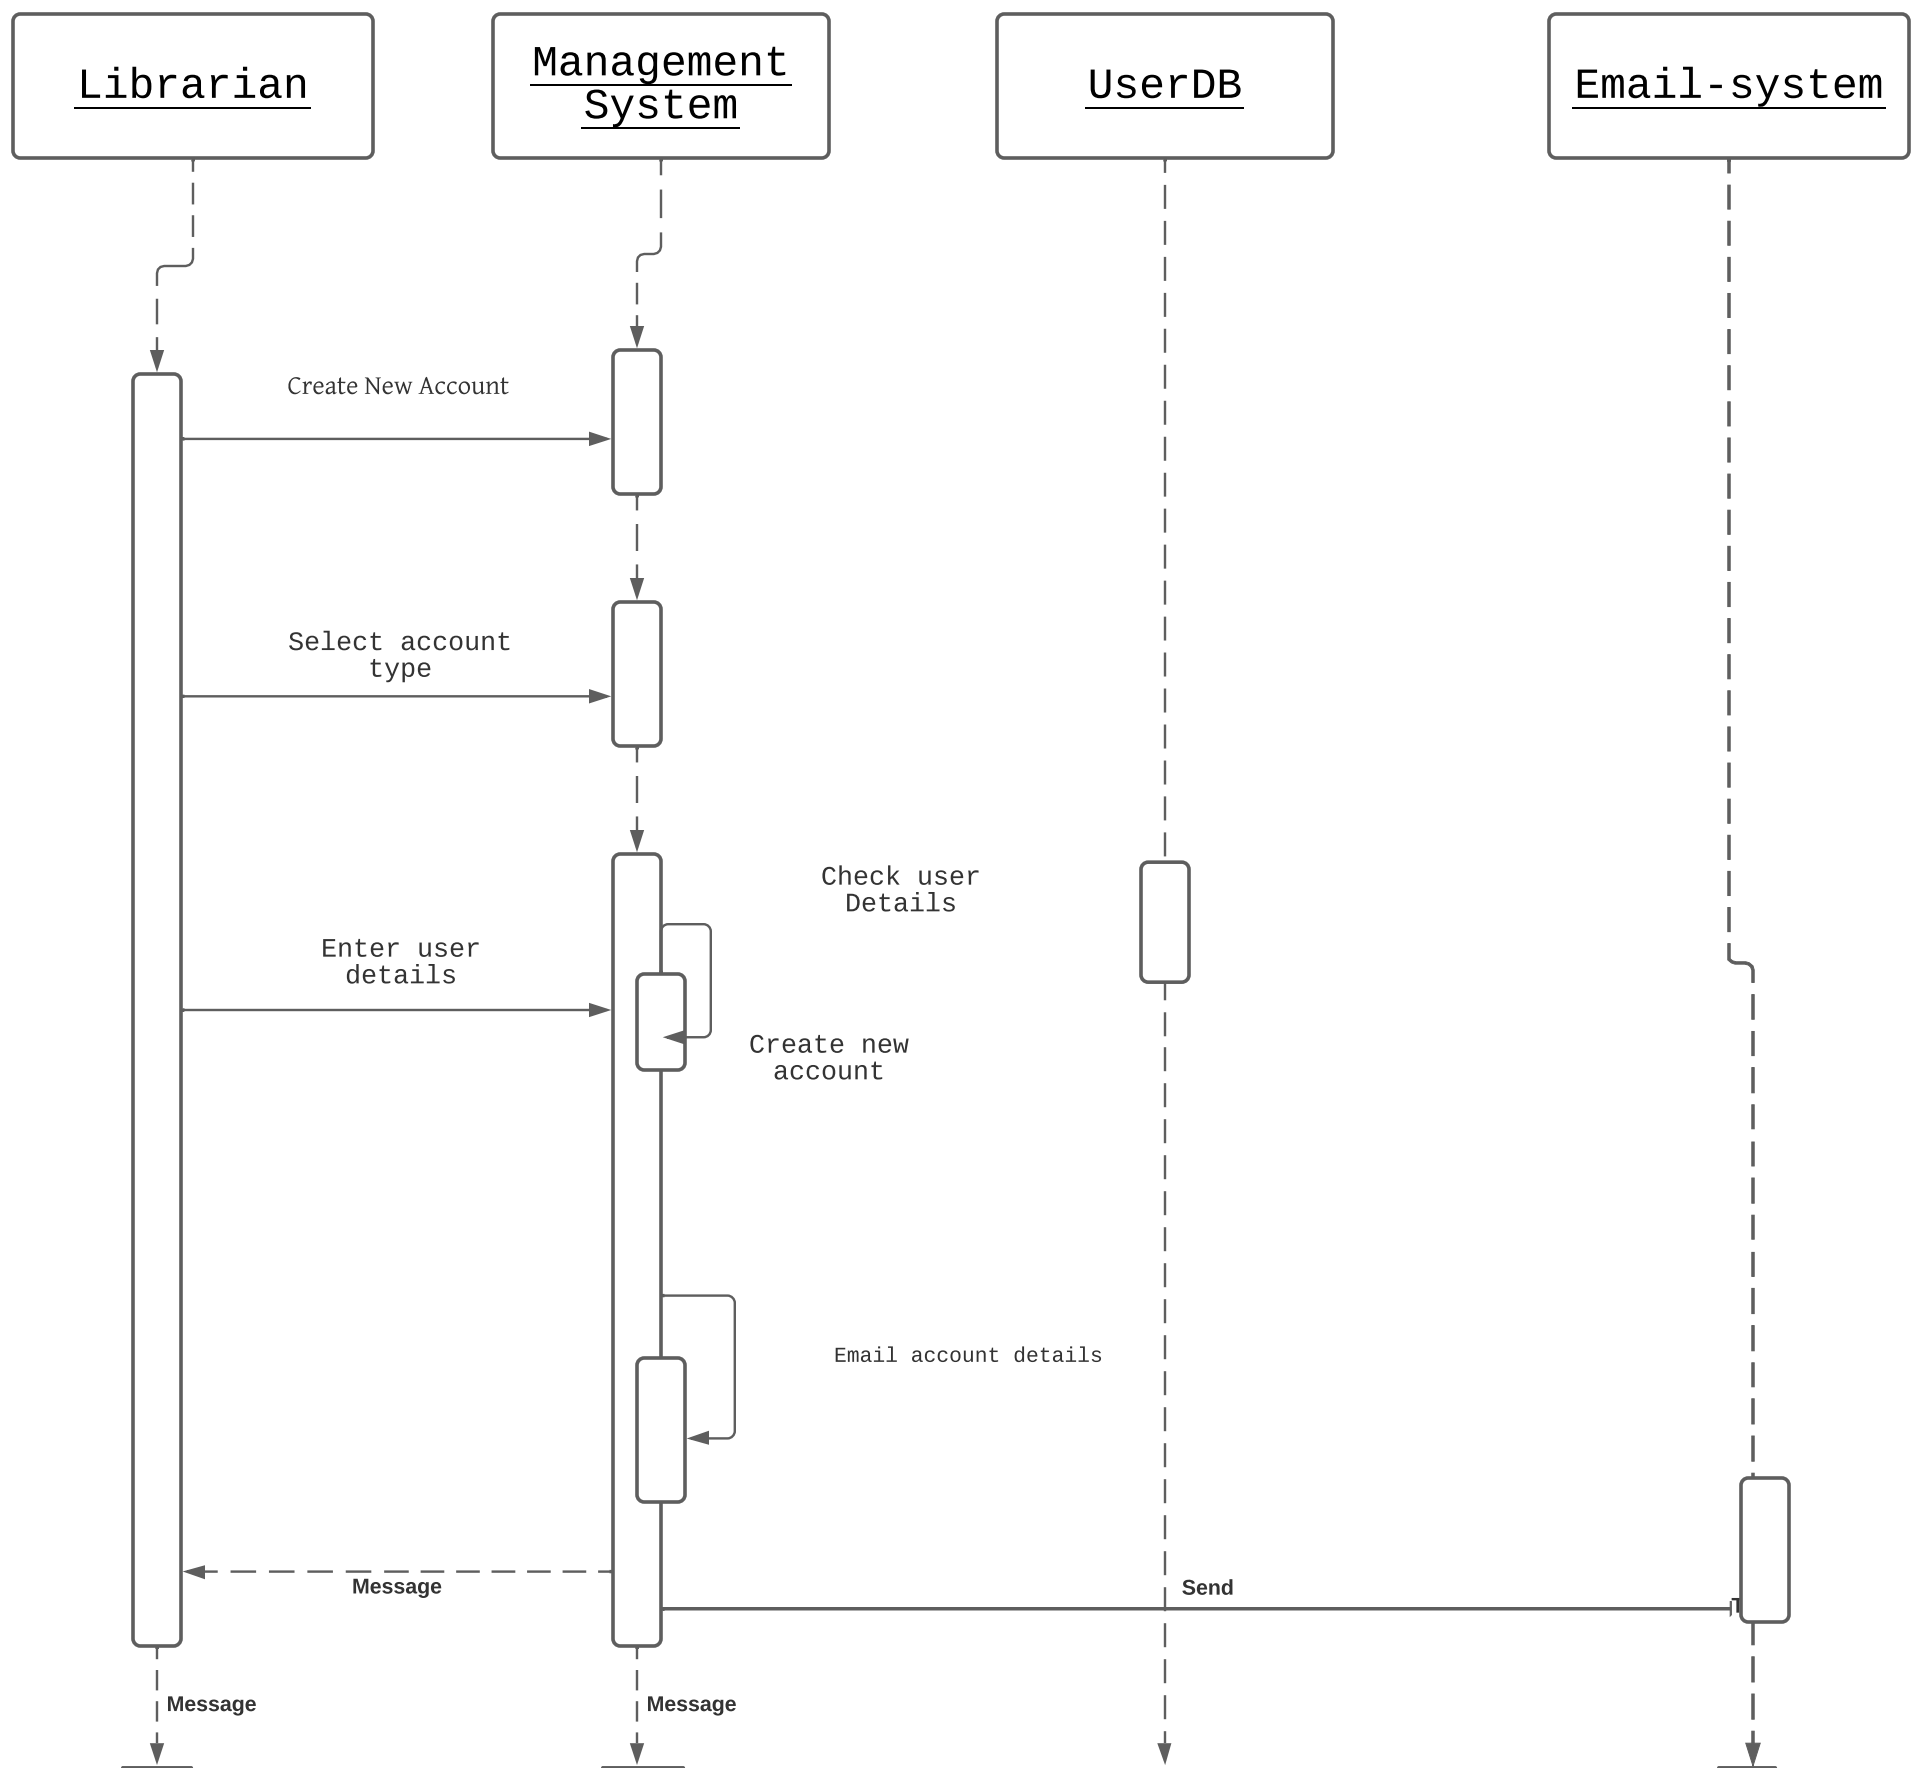 Librarian
Management
System
UserDB
Email-system
Create New Account
Select account
type
Check user
Details
Enter user
details
Create new
account
Email account details
Message
Send
T
Message
Message